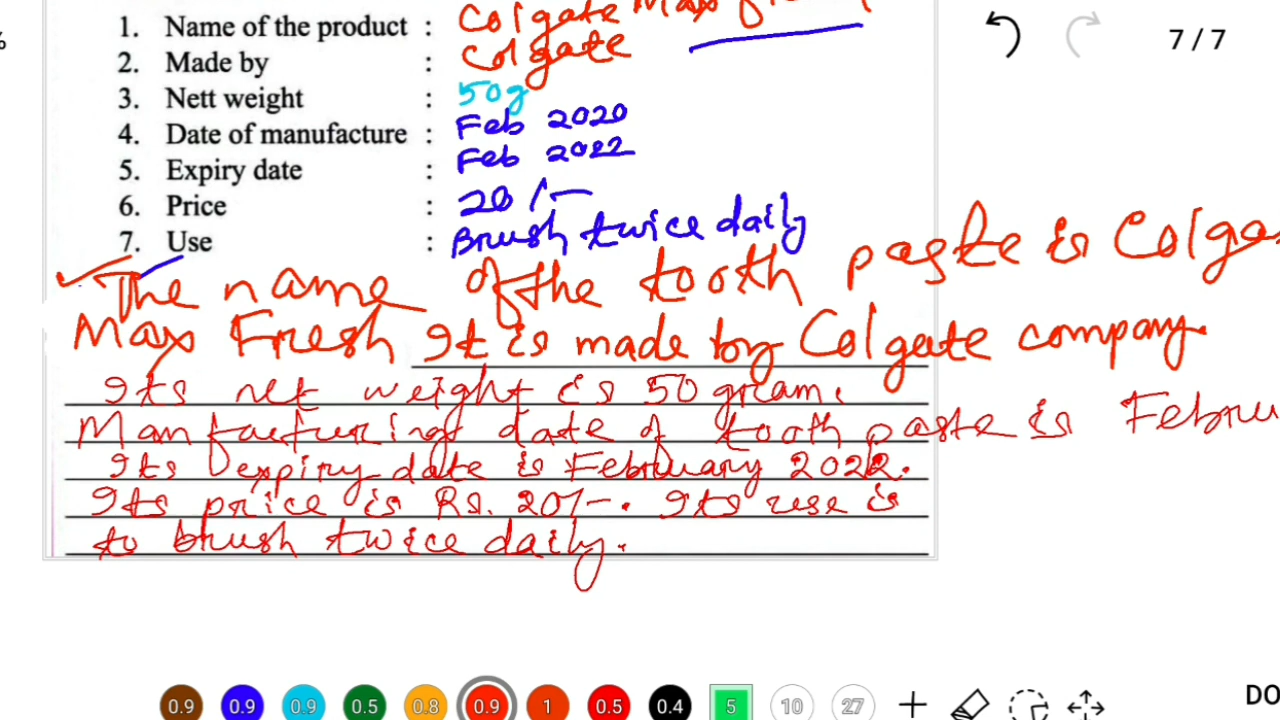 %
1. Name of the product : Colgate Max
2. Made by : Colgate
3. Nett weight : 50g
4. Date of manufacture : Feb 2020
5. Expiry date : Feb 2022
6. Price : 20/-
7. Use : Brush twice daily
7 / 7
The name of the tooth paste is Colga
Max Fresh It is made by Colgate company.
Its net weight is 50 gram.
Manfacturing date of tooth paste is Febru
Its expiry date is February 2022.
Its price is Rs. 20/-. Its use is
to brush twice daily.
0.9 0.9 0.9 0.5 0.8 0.9 1 0.5 0.4 5 10 27 DO